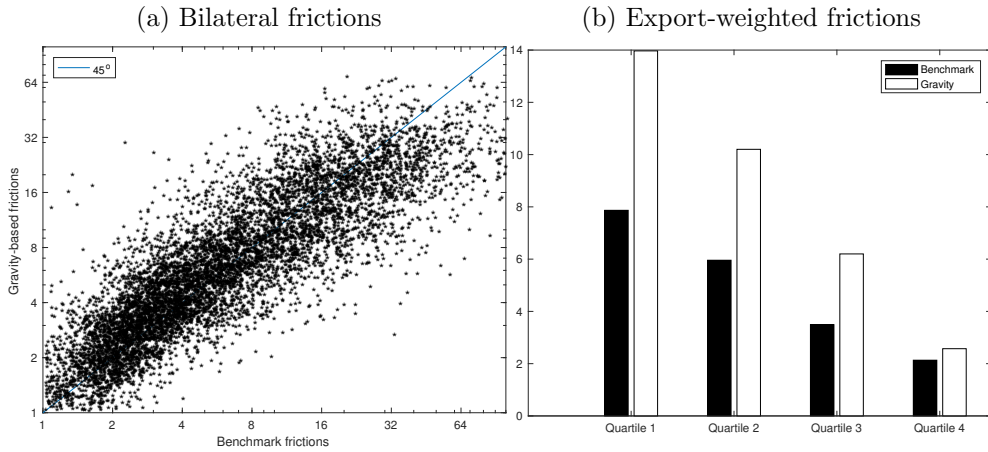 (a) Bilateral frictions
45°
64
32
16
8
4
2
1
1 2 4 8 16 32 64
Gravity-based frictions
Benchmark frictions
(b) Export-weighted frictions
Benchmark
Gravity
14
12
10
8
6
4
2
0
Quartile 1 Quartile 2 Quartile 3 Quartile 4